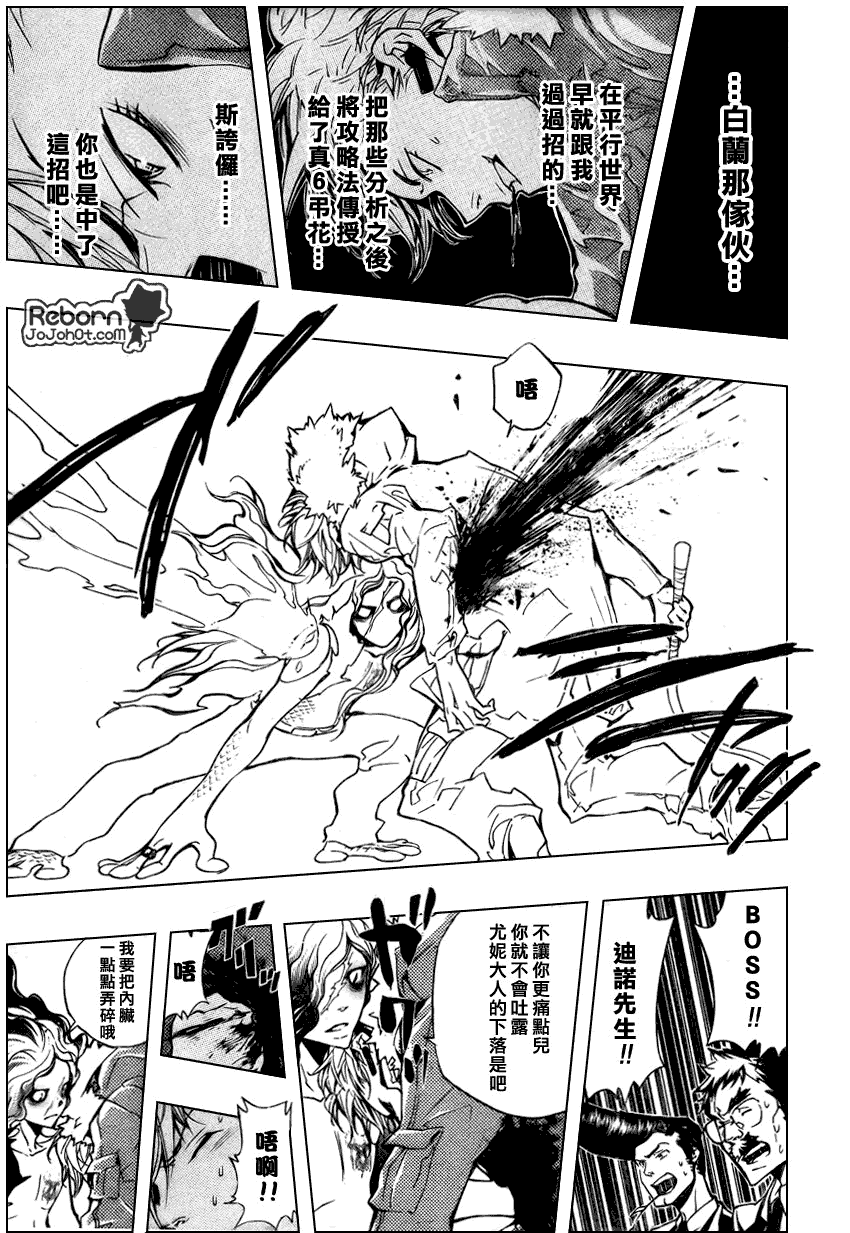 …白蘭那傢伙…
在平行世界
早就跟我
過過招的…
把那些分析之後
將攻略法傳授
給了真6弔花…
斯誇儸……
你也是中了
這招吧……
Reborn
JoJoHot.coM
唔
BOSS!!
迪諾先生!!
不讓你更痛點兒
你就不會吐露
尤妮大人的下落是吧
唔
唔啊!!
我要把內臟
一點點弄碎哦